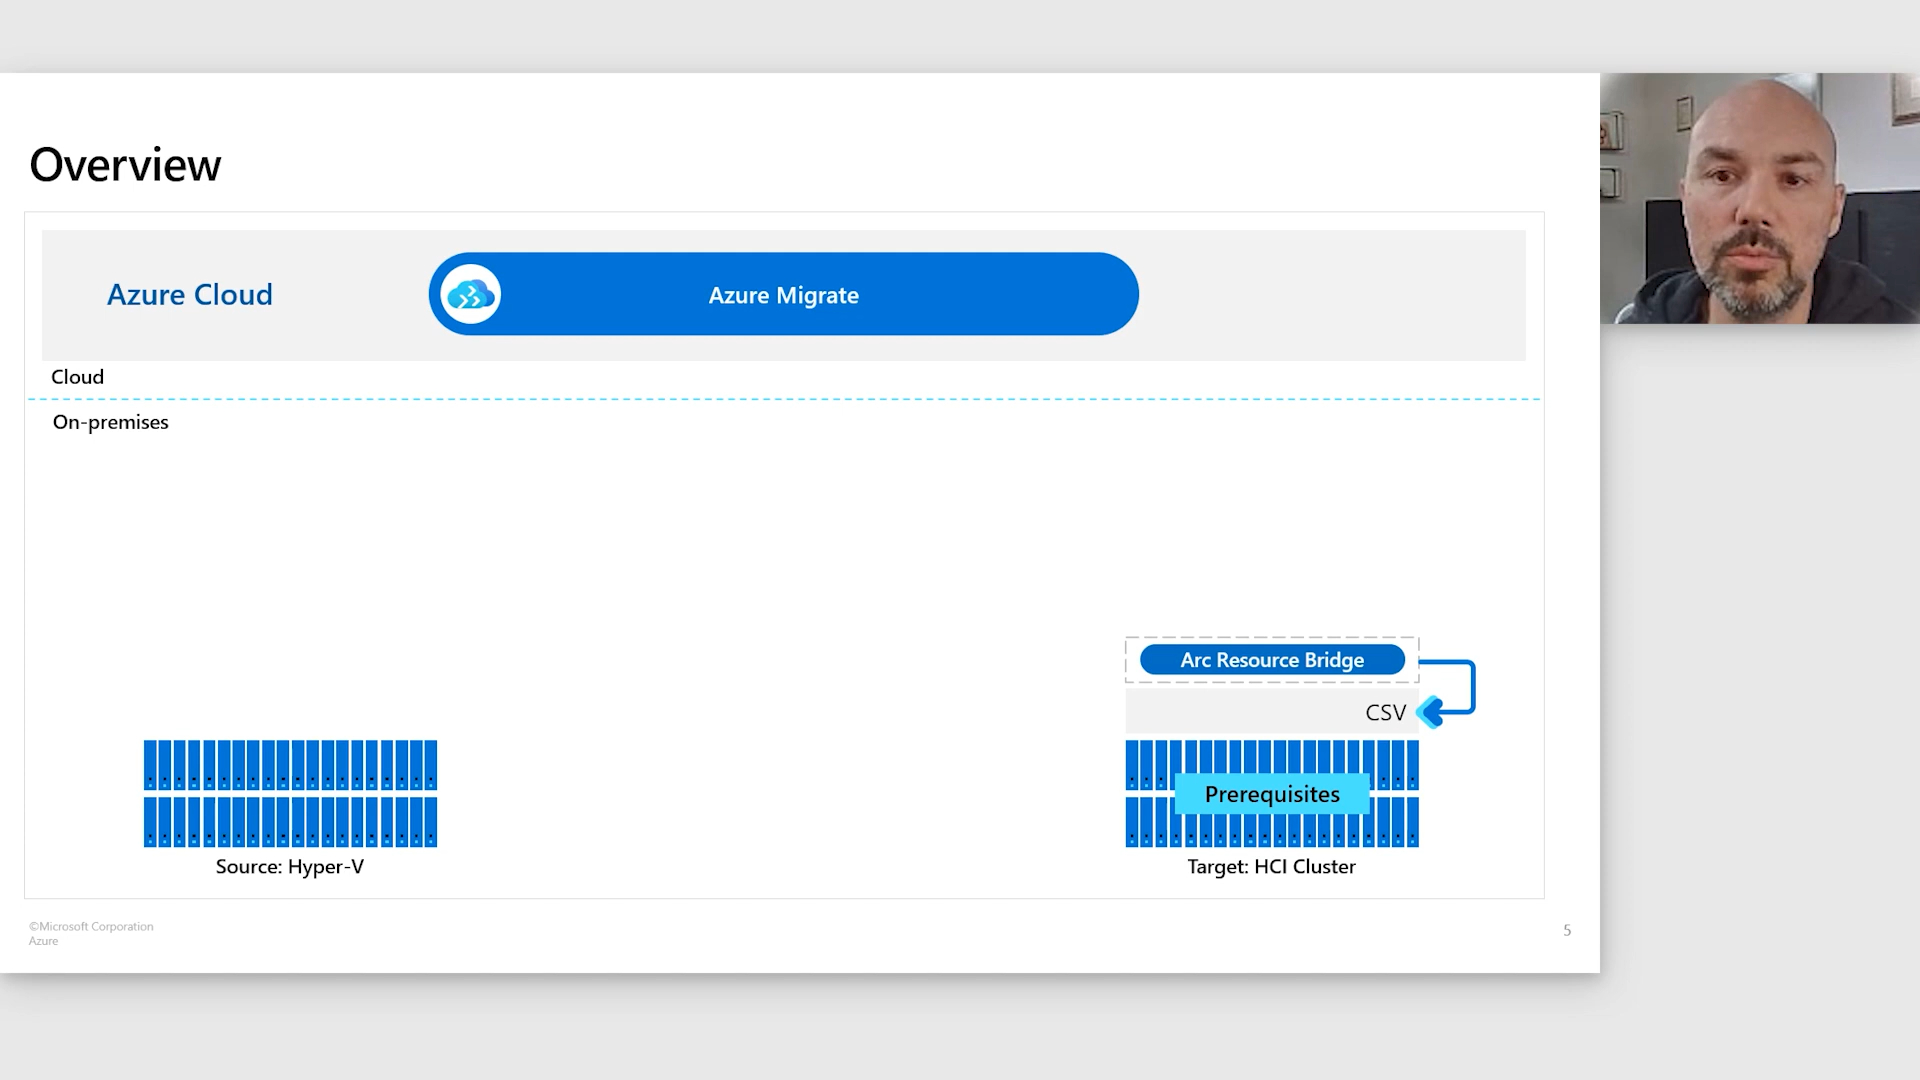 Overview
Azure Cloud
Azure Migrate
Cloud
On-premises
Arc Resource Bridge
CSV
Prerequisites
Source: Hyper-V
Target: HCI Cluster
©Microsoft Corporation
Azure
5